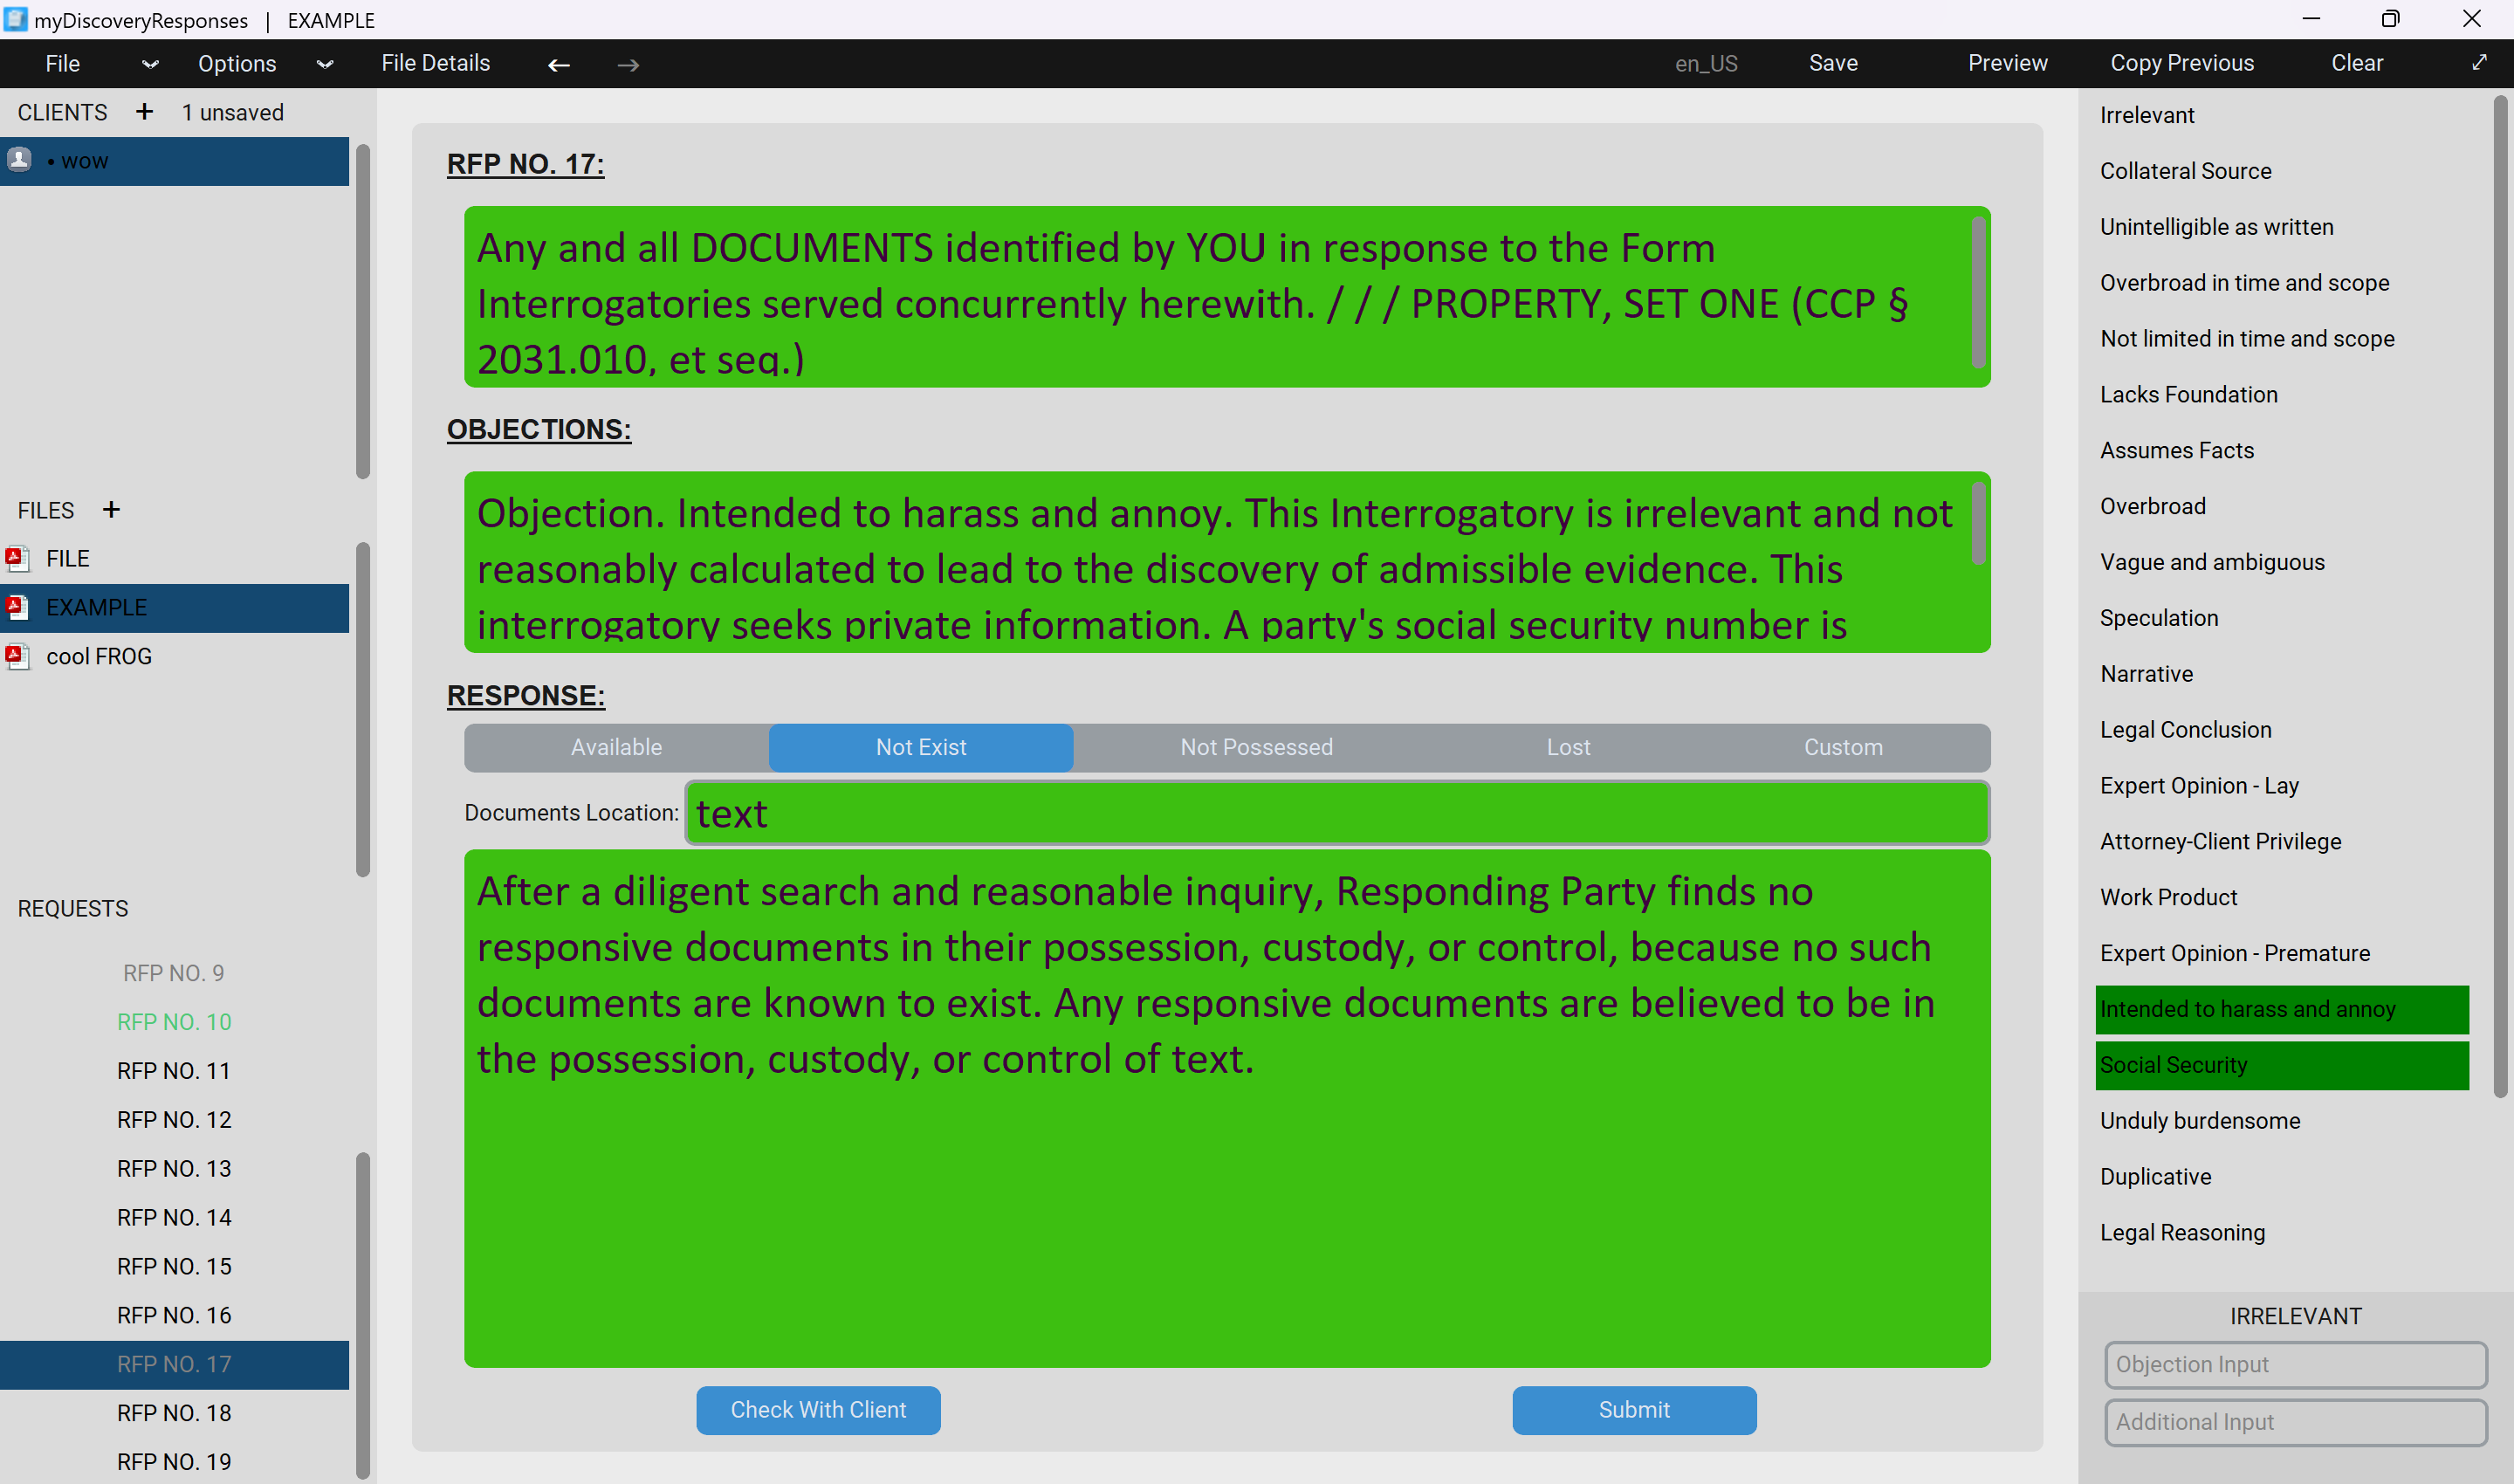 myDiscoveryResponses | EXAMPLE
File Options File Details ← → en_US Save Preview Copy Previous Clear
CLIENTS + 1 unsaved
• wow
FILES +
FILE
EXAMPLE
cool FROG
REQUESTS
RFP NO. 9
RFP NO. 10
RFP NO. 11
RFP NO. 12
RFP NO. 13
RFP NO. 14
RFP NO. 15
RFP NO. 16
RFP NO. 17
RFP NO. 18
RFP NO. 19
RFP NO. 17:
Any and all DOCUMENTS identified by YOU in response to the Form
Interrogatories served concurrently herewith. / / / PROPERTY, SET ONE (CCP §
2031.010, et seq.)
OBJECTIONS:
Objection. Intended to harass and annoy. This Interrogatory is irrelevant and not
reasonably calculated to lead to the discovery of admissible evidence. This
interrogatory seeks private information. A party's social security number is
RESPONSE:
Available Not Exist Not Possessed Lost Custom
Documents Location: text
After a diligent search and reasonable inquiry, Responding Party finds no
responsive documents in their possession, custody, or control, because no such
documents are known to exist. Any responsive documents are believed to be in
the possession, custody, or control of text.
Check With Client Submit
Irrelevant
Collateral Source
Unintelligible as written
Overbroad in time and scope
Not limited in time and scope
Lacks Foundation
Assumes Facts
Overbroad
Vague and ambiguous
Speculation
Narrative
Legal Conclusion
Expert Opinion - Lay
Attorney-Client Privilege
Work Product
Expert Opinion - Premature
Intended to harass and annoy
Social Security
Unduly burdensome
Duplicative
Legal Reasoning
IRRELEVANT
Objection Input
Additional Input